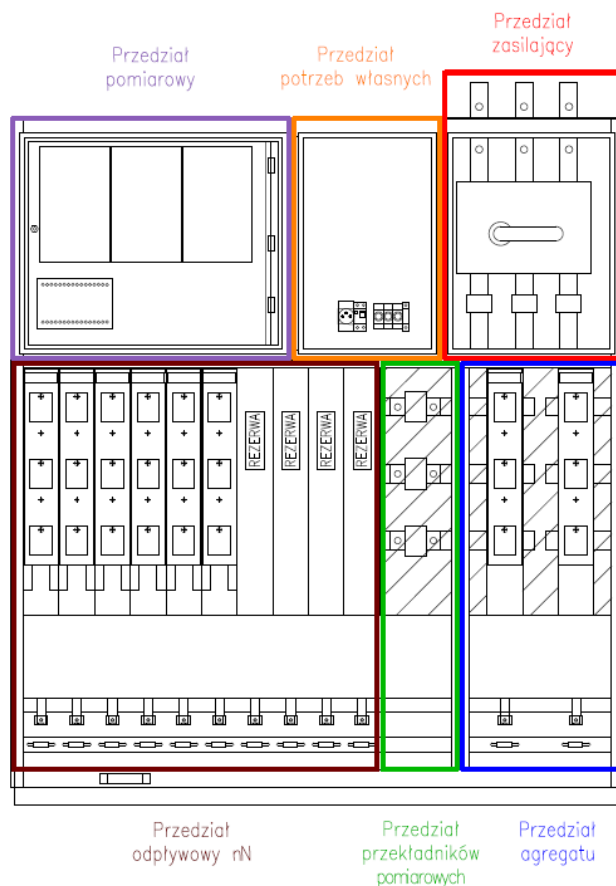 Przedział
pomiarowy
Przedział
potrzeb własnych
Przedział
zasilający
REZERWA
REZERWA
REZERWA
REZERWA
Przedział
odpływowy nN
Przedział
przekładników
pomiarowych
Przedział
agregatu